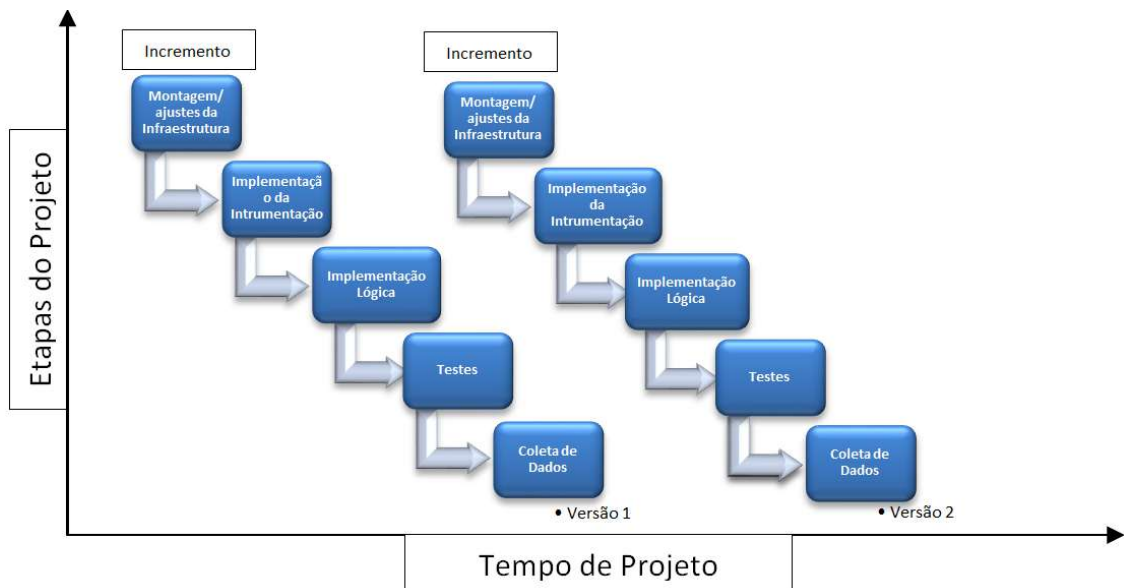 Incremento
Montagem/
ajustes da
Infraestrutura
Implementaçã
o da
Intrumentação
Implementação
Lógica
Testes
Coleta de
Dados
• Versão 1
Incremento
Montagem/
ajustes da
Infraestrutura
Implementação
da
Intrumentação
Implementação
Lógica
Testes
Coleta de
Dados
• Versão 2
Etapas do Projeto
Tempo de Projeto